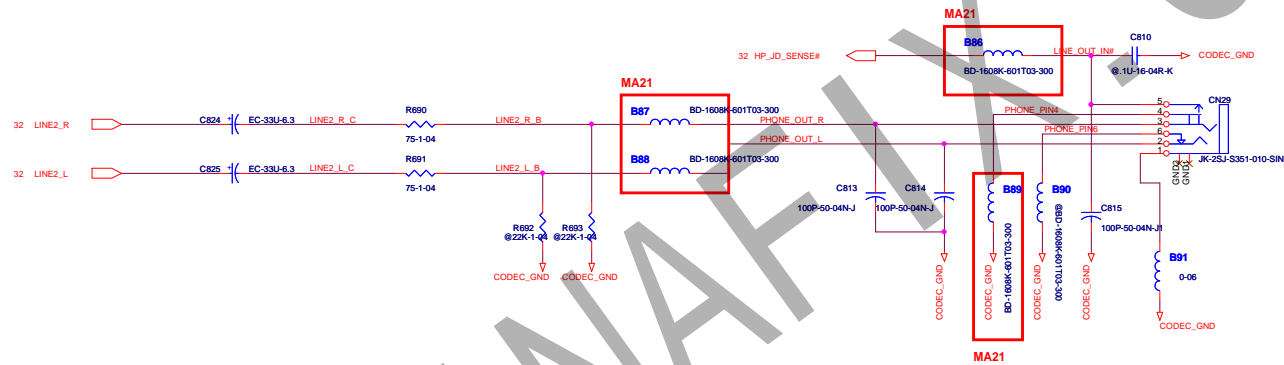 MA21
B86
BD-1608K-601T03-300
32 HP_JD_SENSE#
LINE_OUT_IN#
C810
@.1U-16-04R-K
CODEC_GND
MA21
B87
BD-1608K-601T03-300
B88
BD-1608K-601T03-300
32 LINE2_R
C824
+
EC-33U-6.3
LINE2_R_C
R690
75-1-04
LINE2_R_B
PHONE_OUT_R
32 LINE2_L
C825
+
EC-33U-6.3
LINE2_L_C
R691
75-1-04
LINE2_L_B
PHONE_OUT_L
PHONE_PIN4
PHONE_PIN6
5
4
3
6
2
1
CN29
JK-2SJ-S351-010-SIN
GND2
GND1
R692
@22K-1-04
R693
@22K-1-04
CODEC_GND
CODEC_GND
C813
100P-50-04N-J
C814
100P-50-04N-J
CODEC_GND
B89
BD-1608K-601T03-300
CODEC_GND
MA21
B90
@BD-1608K-601T03-300
CODEC_GND
C815
100P-50-04N-J1
CODEC_GND
B91
0-06
CODEC_GND